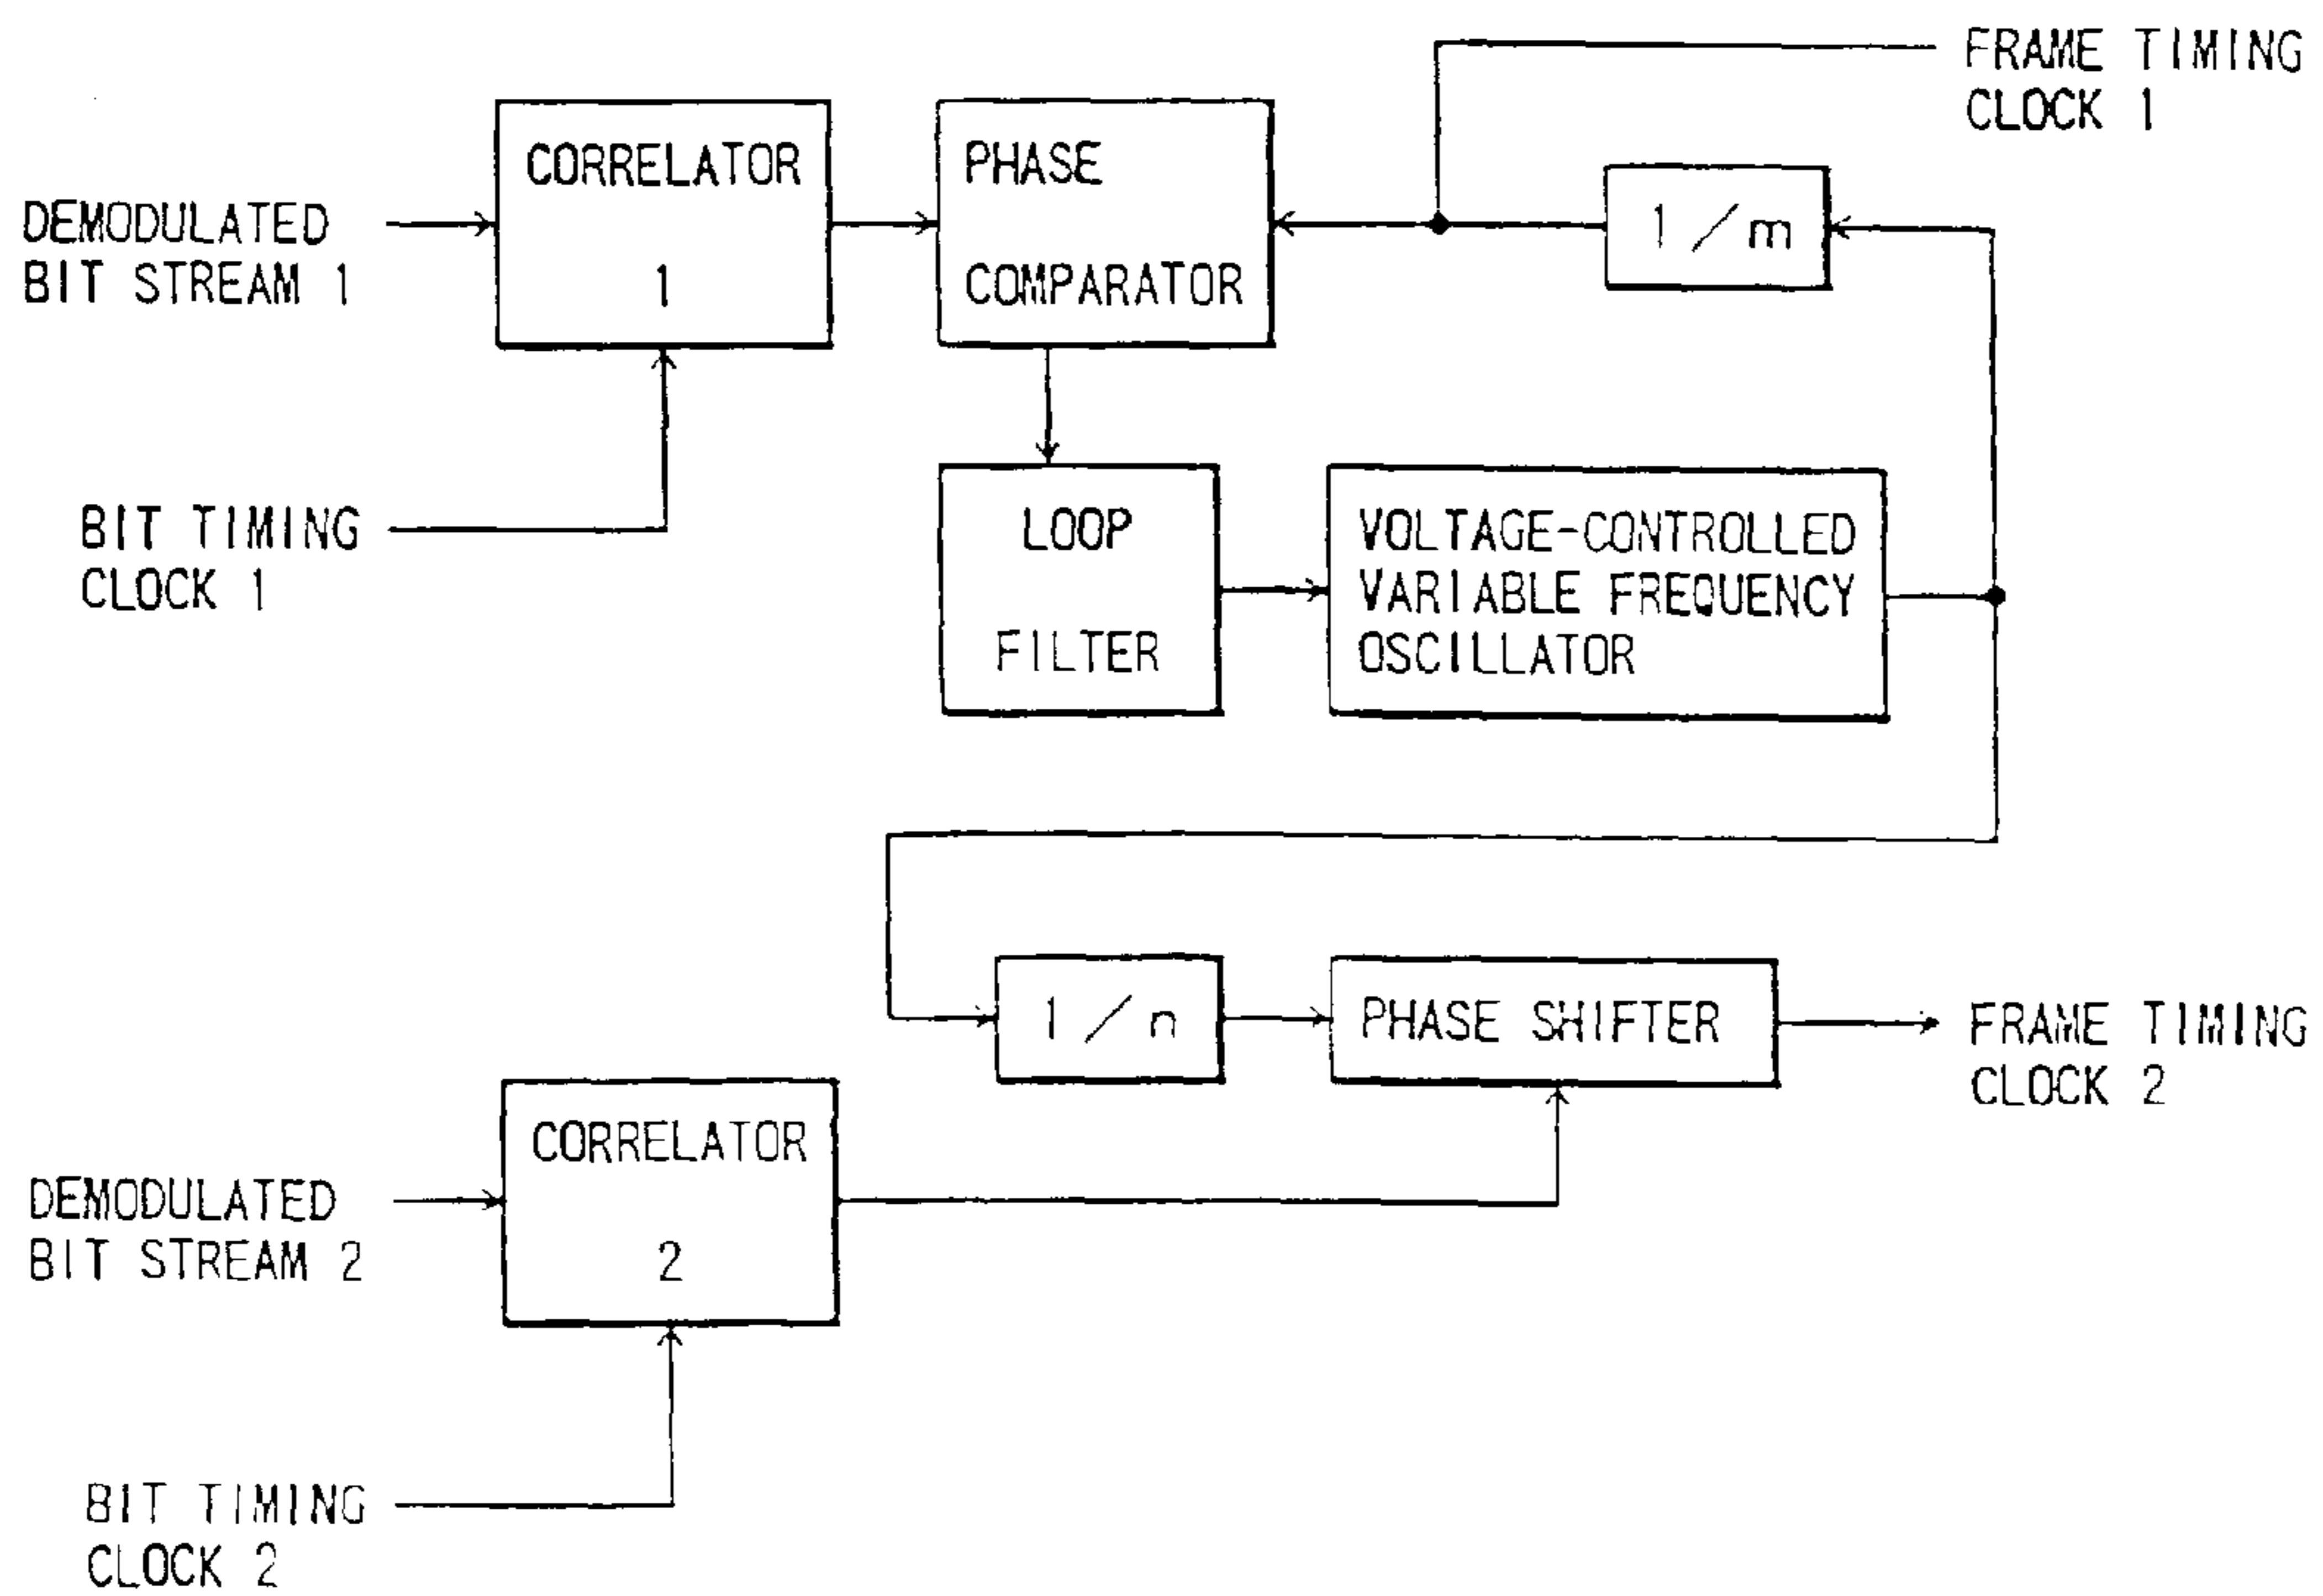 FRAME TIMING
CLOCK 1
CORRELATOR
1
PHASE
COMPARATOR
1/m
DEMODULATED
BIT STREAM 1
BIT TIMING
CLOCK 1
LOOP
FILTER
VOLTAGE-CONTROLLED
VARIABLE FREQUENCY
OSCILLATOR
1/n
PHASE SHIFTER
FRAME TIMING
CLOCK 2
CORRELATOR
2
DEMODULATED
BIT STREAM 2
BIT TIMING
CLOCK 2